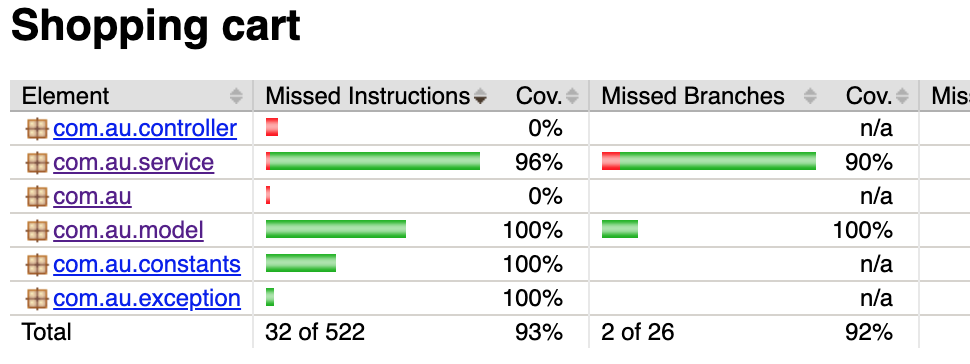 Shopping cart
Element Missed Instructions Cov. Missed Branches Cov. Mis
com.au.controller 0% n/a
com.au.service 96% 90%
com.au 0% n/a
com.au.model 100% 100%
com.au.constants 100% n/a
com.au.exception 100% n/a
Total 32 of 522 93% 2 of 26 92%